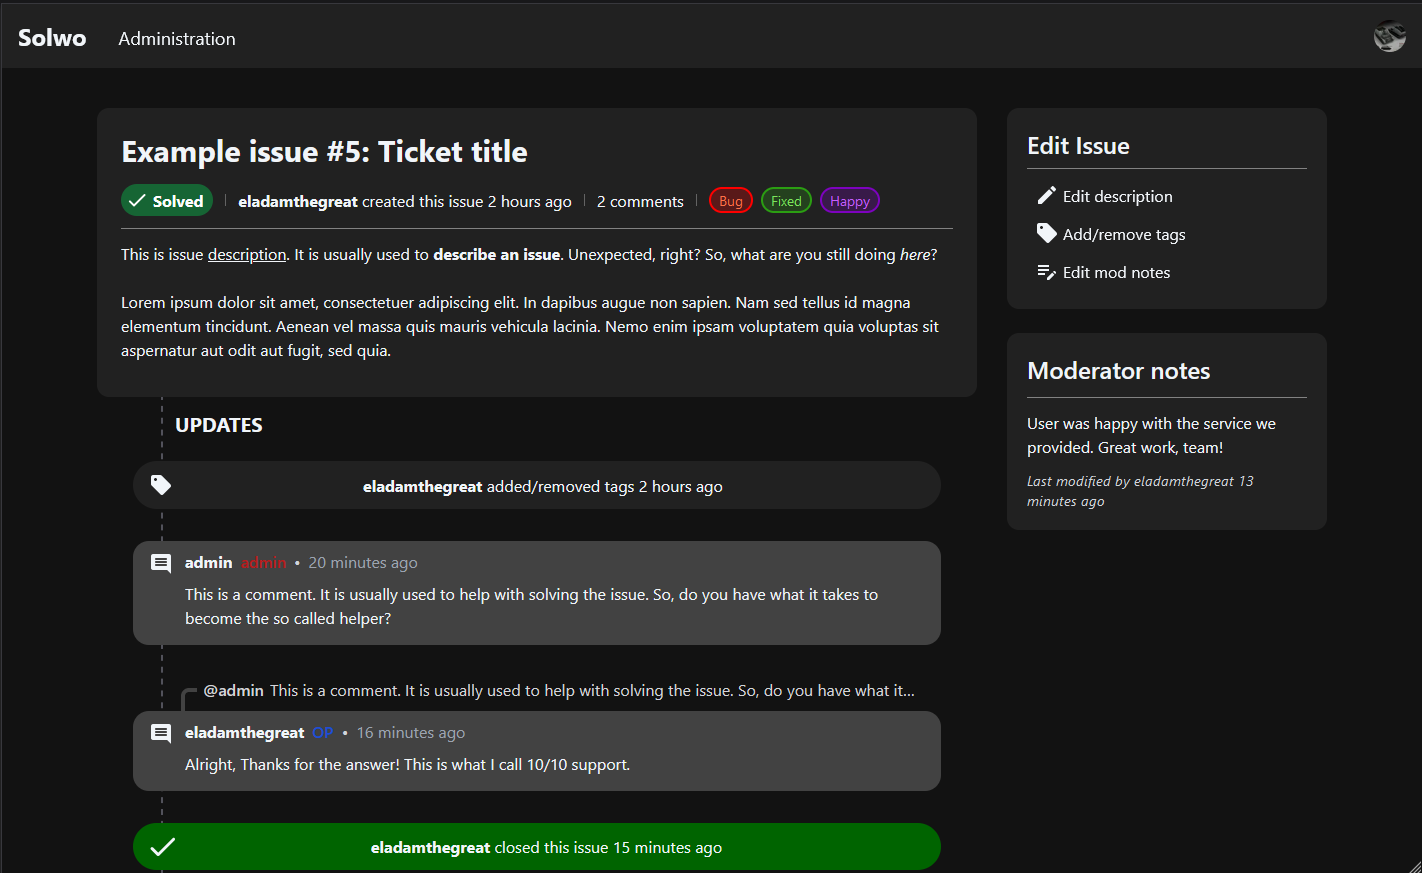 Solwo Administration
Example issue #5: Ticket title
Solved eladamthegreat created this issue 2 hours ago 2 comments Bug Fixed Happy
This is issue description. It is usually used to describe an issue. Unexpected, right? So, what are you still doing here?
Lorem ipsum dolor sit amet, consectetuer adipiscing elit. In dapibus augue non sapien. Nam sed tellus id magna
elementum tincidunt. Aenean vel massa quis mauris vehicula lacinia. Nemo enim ipsam voluptatem quia voluptas sit
aspernatur aut odit aut fugit, sed quia.
UPDATES
eladamthegreat added/removed tags 2 hours ago
admin admin • 20 minutes ago
This is a comment. It is usually used to help with solving the issue. So, do you have what it takes to
become the so called helper?
@admin This is a comment. It is usually used to help with solving the issue. So, do you have what it...
eladamthegreat OP • 16 minutes ago
Alright, Thanks for the answer! This is what I call 10/10 support.
eladamthegreat closed this issue 15 minutes ago
Edit Issue
Edit description
Add/remove tags
Edit mod notes
Moderator notes
User was happy with the service we
provided. Great work, team!
Last modified by eladamthegreat 13
minutes ago